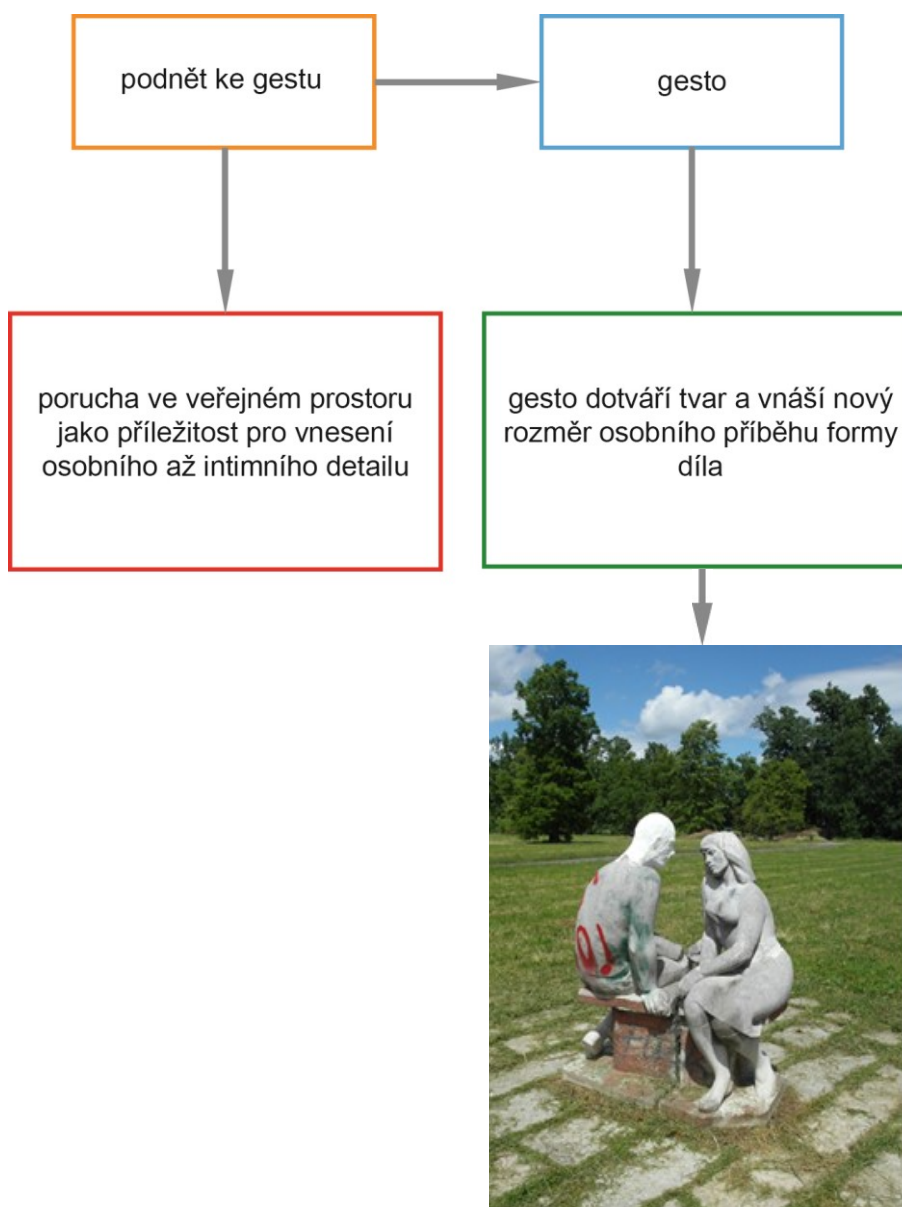 podnět ke gestu
gesto
porucha ve veřejném prostoru
jako příležitost pro vnesení
osobního až intimního detailu
gesto dotváří tvar a vnáší nový
rozměr osobního příběhu formy
díla
O!